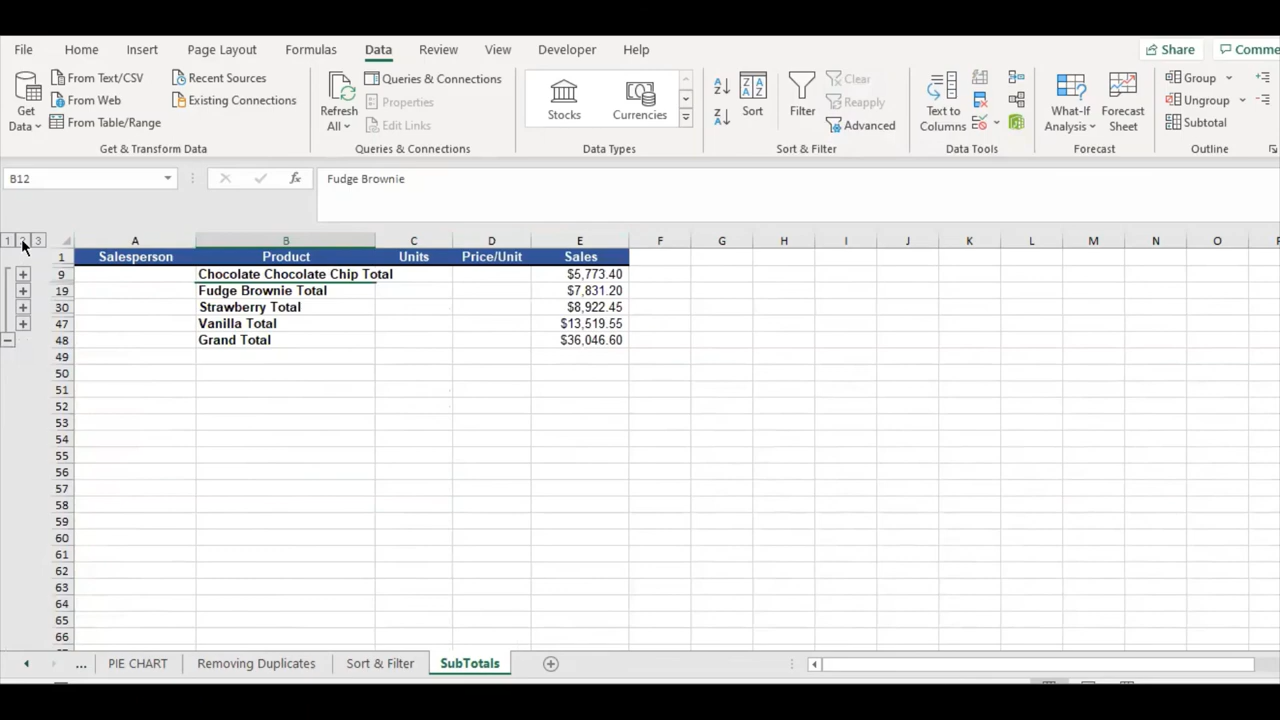 File Home Insert Page Layout Formulas Data Review View Developer Help Share Comme
Get Data
From Text/CSV
From Web
From Table/Range
Recent Sources
Existing Connections
Get & Transform Data
Refresh All
Queries & Connections
Properties
Edit Links
Queries & Connections
Stocks Currencies
Data Types
Sort
Filter
Clear
Reapply
Advanced
Sort & Filter
Text to Columns
Data Tools
What-If Analysis
Forecast Sheet
Forecast
Group
Ungroup
Subtotal
Outline
B12 fx Fudge Brownie
1 2 3 A B C D E F G H I J K L M N O
1 Salesperson Product Units Price/Unit Sales
9 Chocolate Chocolate Chip Total $5,773.40
19 Fudge Brownie Total $7,831.20
30 Strawberry Total $8,922.45
47 Vanilla Total $13,519.55
48 Grand Total $36,046.60
49
50
51
52
53
54
55
56
57
58
59
60
61
62
63
64
65
66
... PIE CHART Removing Duplicates Sort & Filter SubTotals